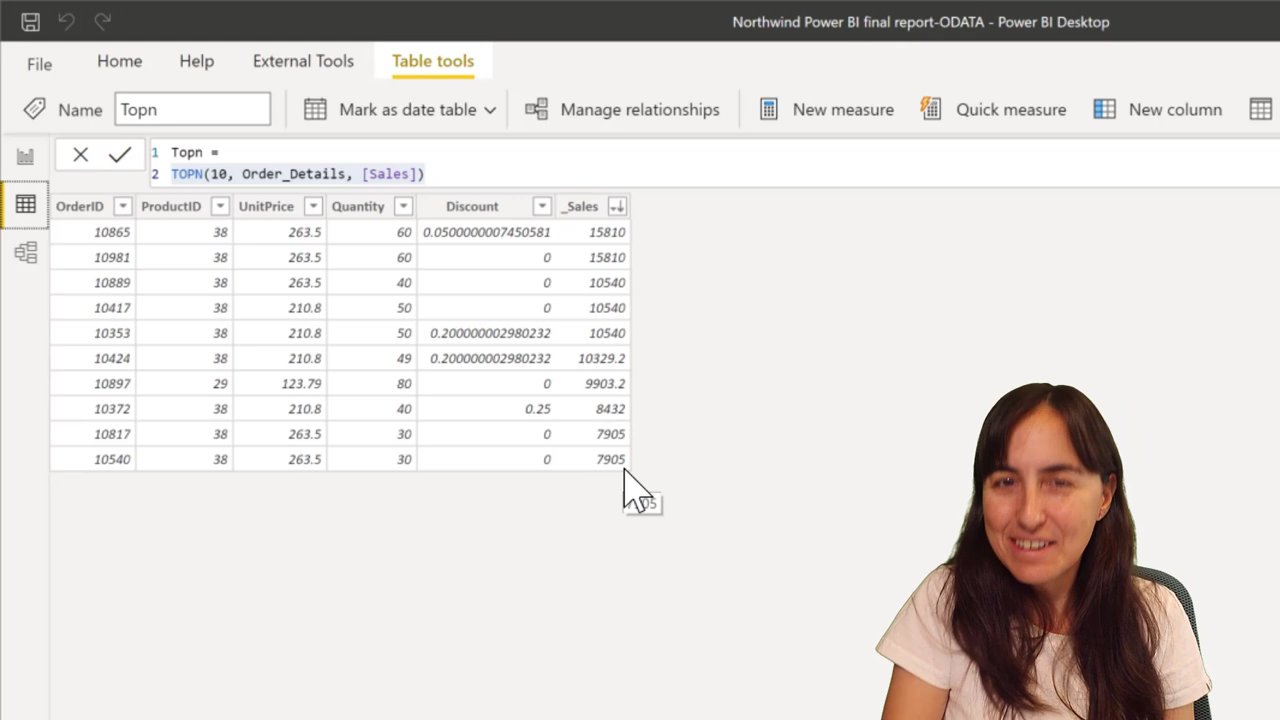 Northwind Power BI final report-ODATA - Power BI Desktop
File Home Help External Tools Table tools
Name Topn Mark as date table Manage relationships New measure Quick measure New column
1 Topn =
2 TOPN(10, Order_Details, [Sales])
OrderID ProductID UnitPrice Quantity Discount _Sales
10865 38 263.5 60 0.0500000007450581 15810
10981 38 263.5 60 0 15810
10889 38 263.5 40 0 10540
10417 38 210.8 50 0 10540
10353 38 210.8 50 0.200000002980232 10540
10424 38 210.8 49 0.200000002980232 10329.2
10897 29 123.79 80 0 9903.2
10372 38 210.8 40 0.25 8432
10817 38 263.5 30 0 7905
10540 38 263.5 30 0 7905